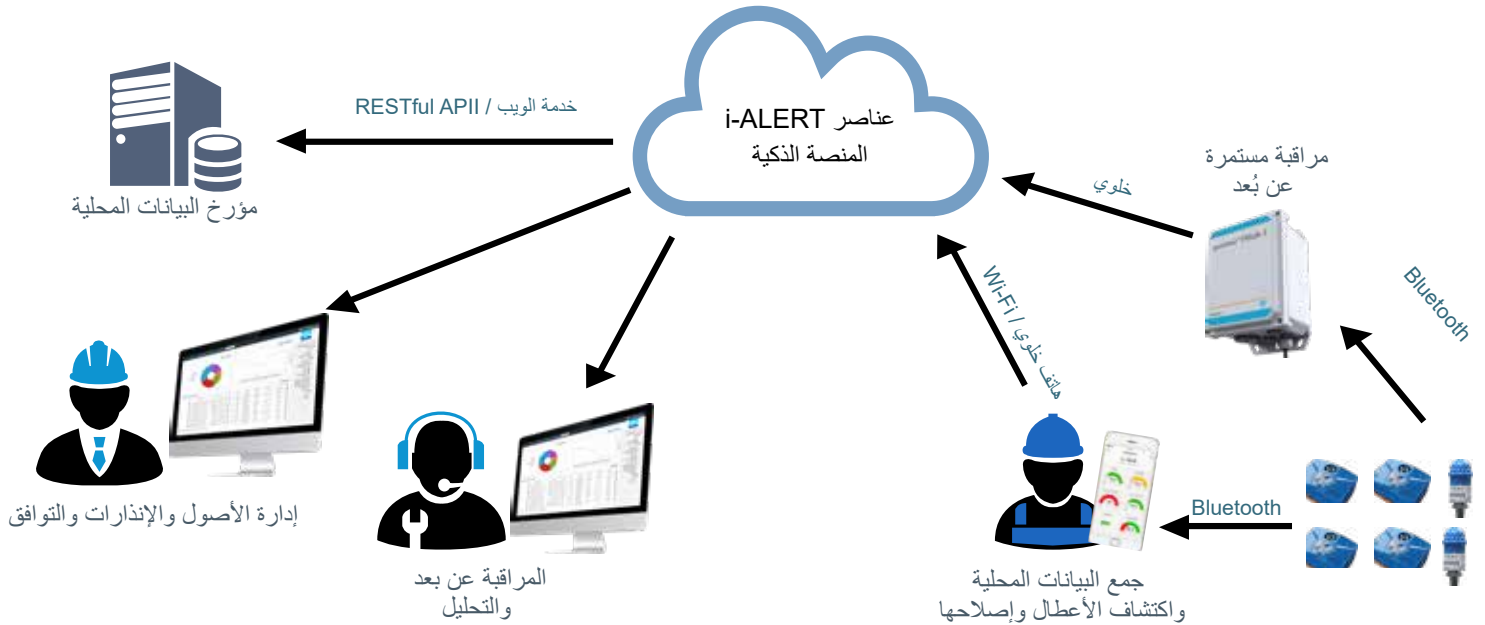 عناصر i-ALERT
المنصة الذكية
خدمة الويب / RESTful APII
مؤرخ البيانات المحلية
مراقبة مستمرة
عن بُعد
خلوي
Bluetooth
هاتف خلوي / Wi-Fi
Bluetooth
إدارة الأصول والإنذارات والتوافق
المراقبة عن بعد
والتحليل
جمع البيانات المحلية
واكتشاف الأعطال وإصلاحها